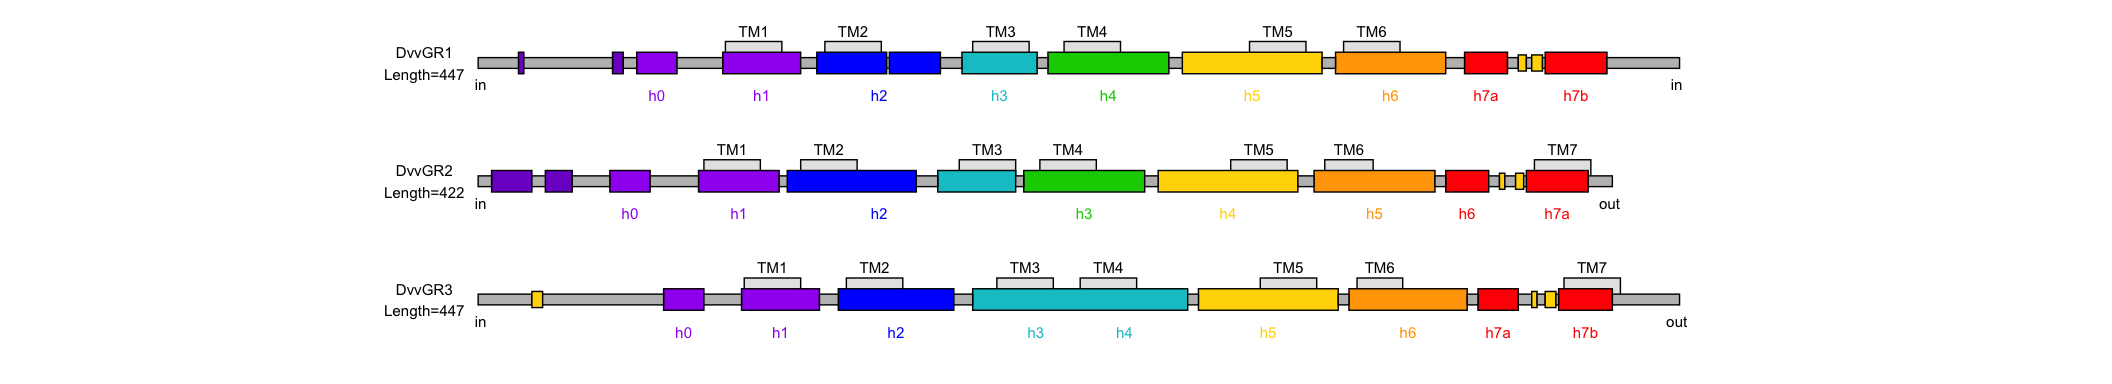 TM1 TM2 TM3 TM4 TM5 TM6
DvvGR1
Length=447
in in
h0 h1 h2 h3 h4 h5 h6 h7a h7b
TM1 TM2 TM3 TM4 TM5 TM6 TM7
DvvGR2
Length=422
in out
h0 h1 h2 h3 h4 h5 h6 h7a
TM1 TM2 TM3 TM4 TM5 TM6 TM7
DvvGR3
Length=447
in out
h0 h1 h2 h3 h4 h5 h6 h7a h7b